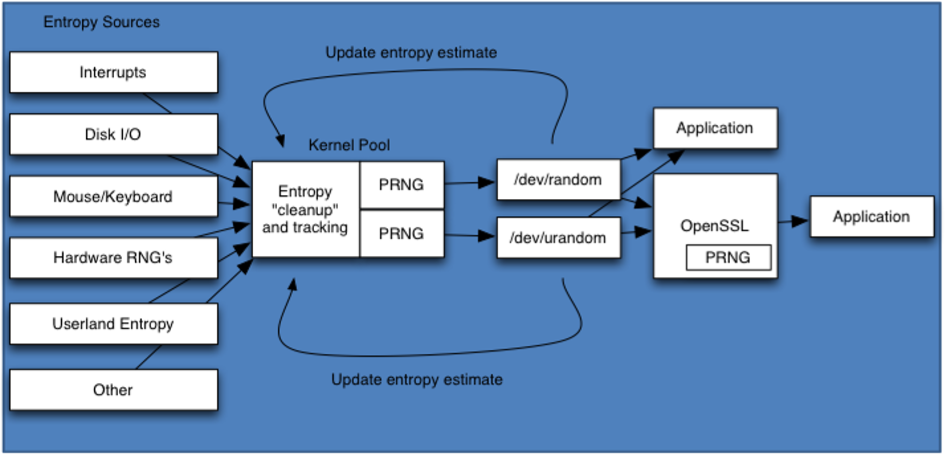 Entropy Sources
Interrupts
Disk I/O
Mouse/Keyboard
Hardware RNG's
Userland Entropy
Other
Update entropy estimate
Kernel Pool
Entropy
"cleanup"
and tracking
PRNG
PRNG
/dev/random
/dev/urandom
Update entropy estimate
Application
OpenSSL
PRNG
Application